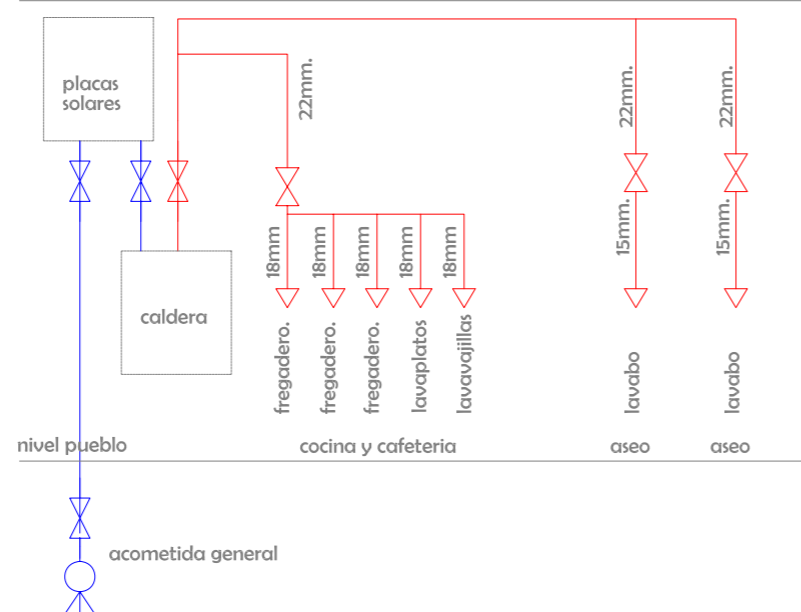 placas
solares
22mm.
22mm.
22mm.
caldera
18mm
18mm
18mm
18mm
18mm
15mm.
15mm.
fregadero.
fregadero.
fregadero.
lavaplatos
lavavajillas
lavabo
lavabo
nivel pueblo
cocina y cafeteria
aseo
aseo
acometida general